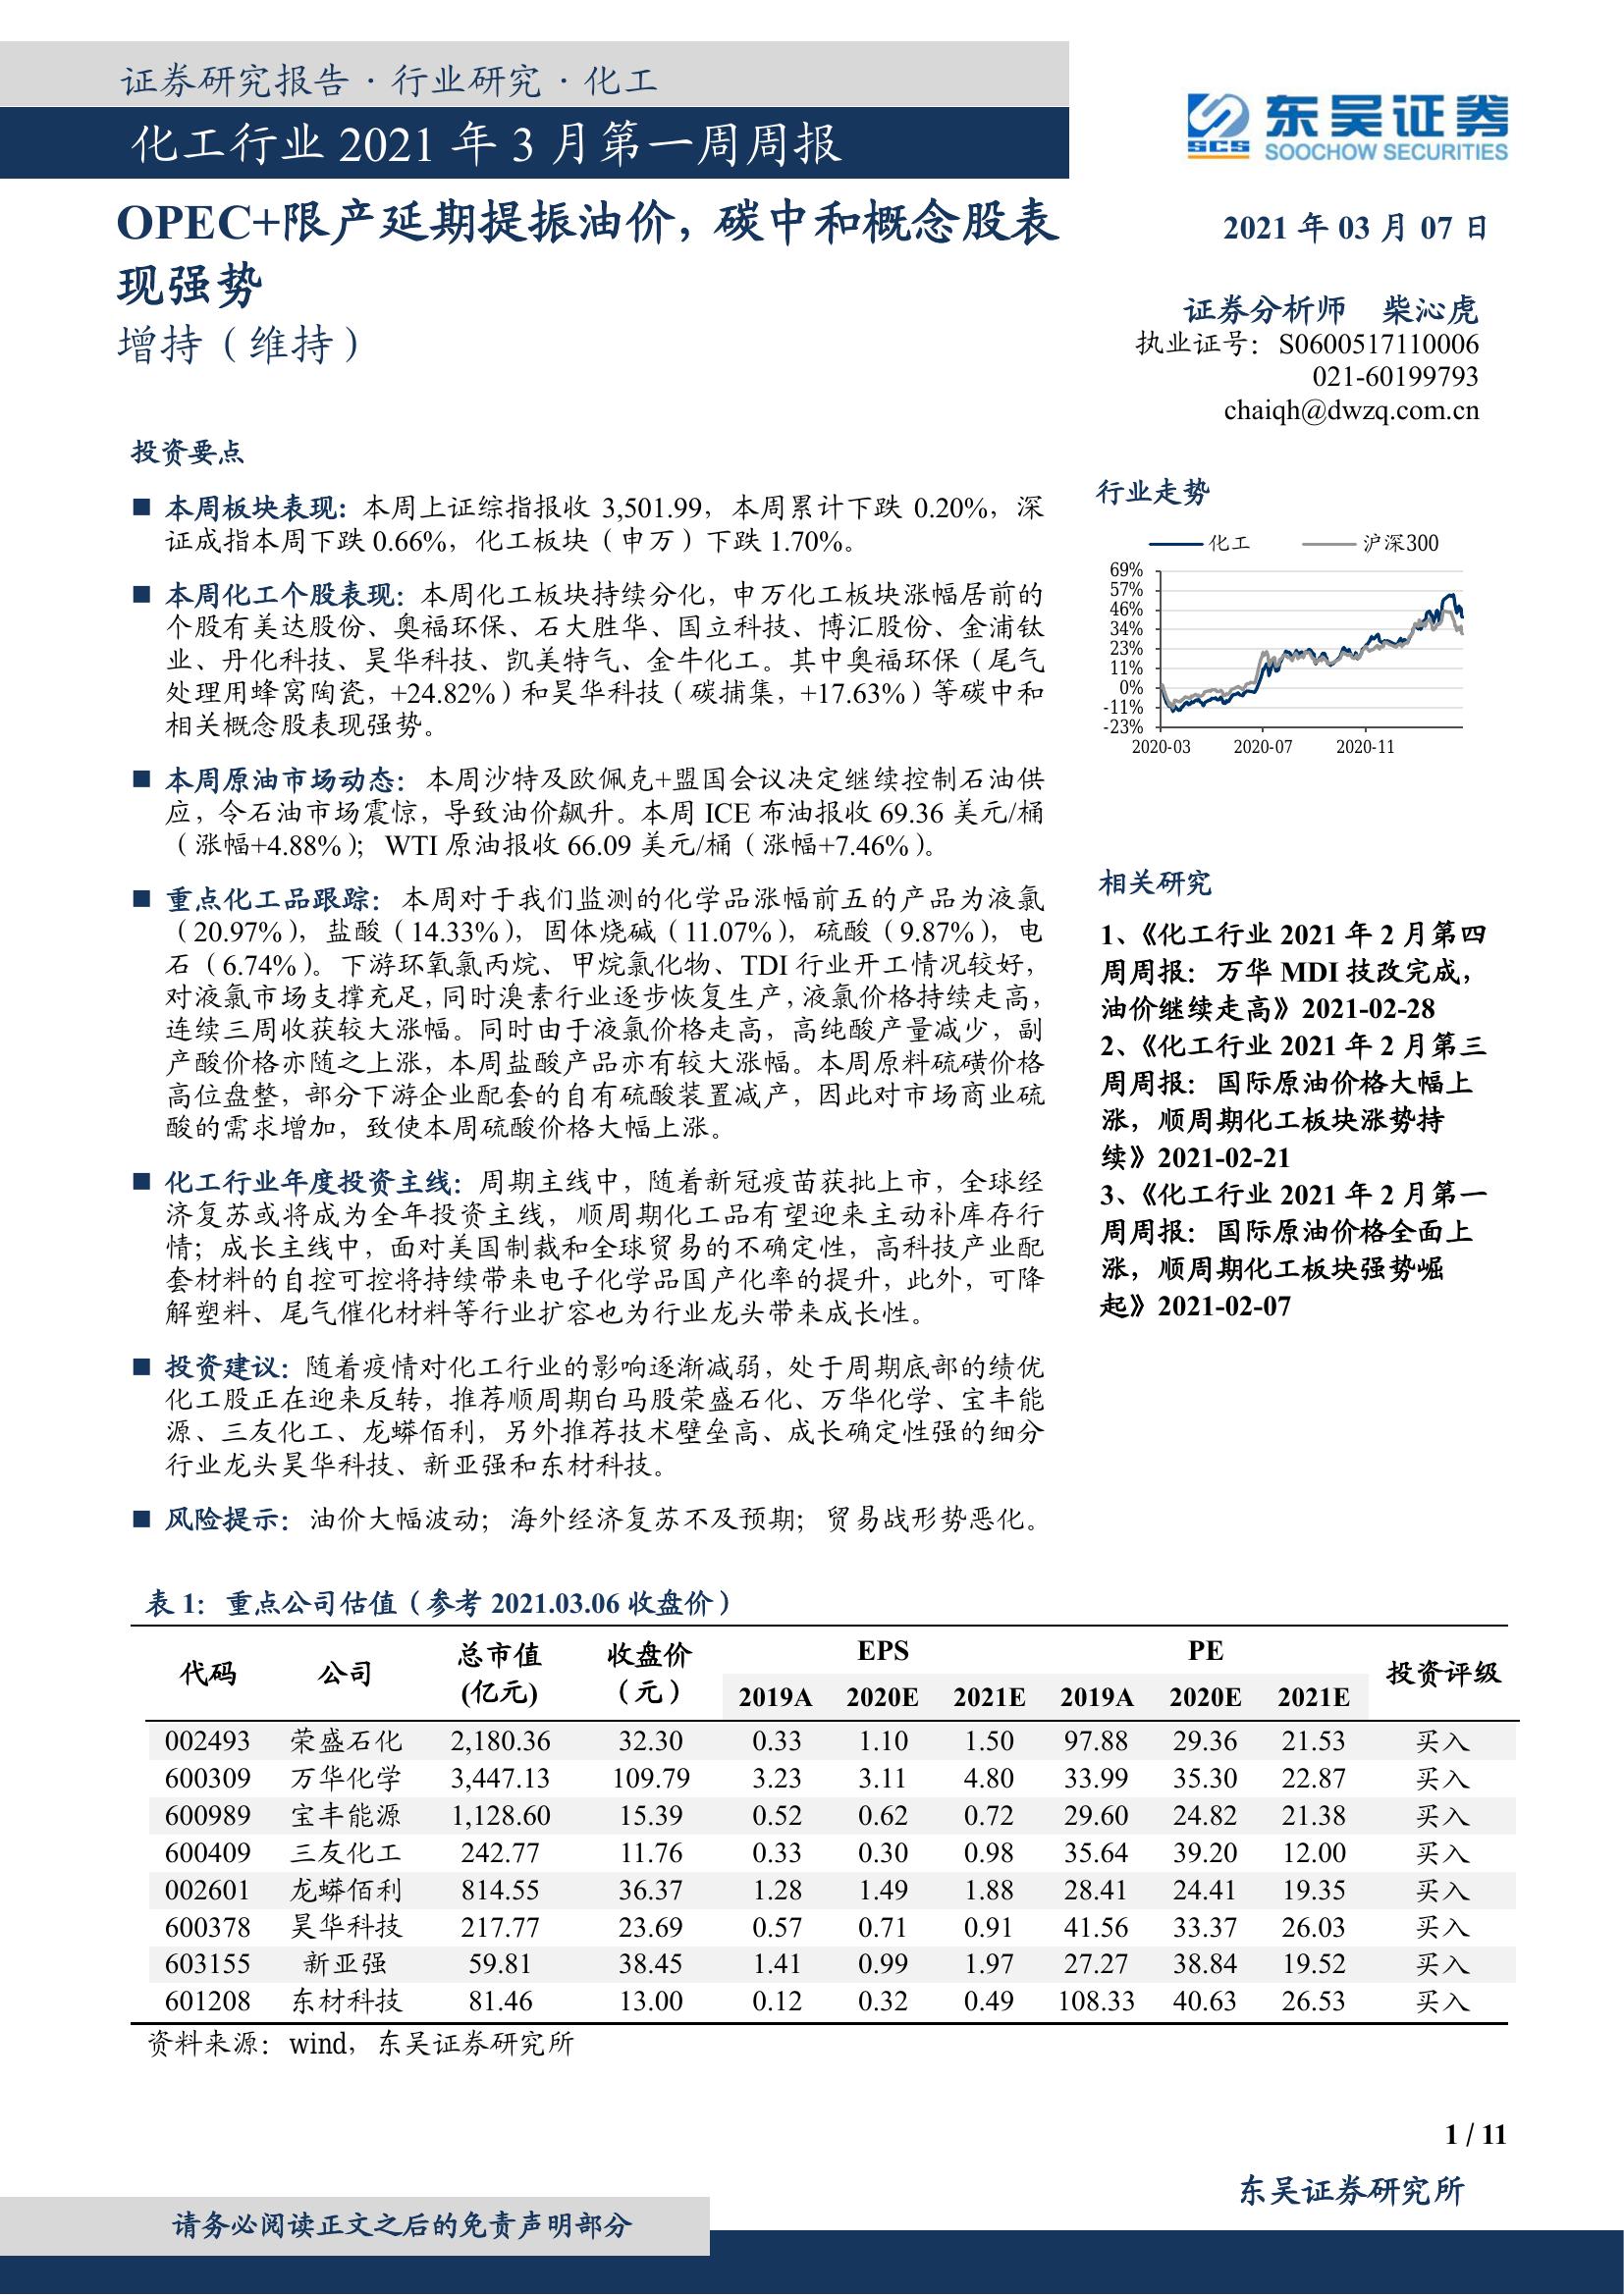 证券研究报告 · 行业研究 · 化工
化工行业 2021 年 3 月第一周周报
东吴证券
SCS
SOOCHOW SECURITIES
OPEC+限产延期提振油价，碳中和概念股表
现强势
增持（维持）
2021 年 03 月 07 日
证券分析师 柴沁虎
执业证号：S0600517110006
021-60199793
chaiqh@dwzq.com.cn
投资要点
■ 本周板块表现：本周上证综指报收 3,501.99，本周累计下跌 0.20%，深
证成指本周下跌 0.66%，化工板块（申万）下跌 1.70%。
■ 本周化工个股表现：本周化工板块持续分化，申万化工板块涨幅居前的
个股有美达股份、奥福环保、石大胜华、国立科技、博汇股份、金浦钛
业、丹化科技、昊华科技、凯美特气、金牛化工。其中奥福环保（尾气
处理用蜂窝陶瓷，+24.82%）和昊华科技（碳捕集，+17.63%）等碳中和
相关概念股表现强势。
■ 本周原油市场动态：本周沙特及欧佩克+盟国会议决定继续控制石油供
应，令石油市场震惊，导致油价飙升。本周 ICE 布油报收 69.36 美元/桶
（涨幅+4.88%）；WTI 原油报收 66.09 美元/桶（涨幅+7.46%）。
■ 重点化工品跟踪：本周对于我们监测的化学品涨幅前五的产品为液氯
（20.97%），盐酸（14.33%），固体烧碱（11.07%），硫酸（9.87%），电
石（6.74%）。下游环氧氯丙烷、甲烷氯化物、TDI 行业开工情况较好，
对液氯市场支撑充足，同时溴素行业逐步恢复生产，液氯价格持续走高，
连续三周收获较大涨幅。同时由于液氯价格走高，高纯酸产量减少，副
产酸价格亦随之上涨，本周盐酸产品亦有较大涨幅。本周原料硫磺价格
高位盘整，部分下游企业配套的自有硫酸装置减产，因此对市场商业硫
酸的需求增加，致使本周硫酸价格大幅上涨。
■ 化工行业年度投资主线：周期主线中，随着新冠疫苗获批上市，全球经
济复苏或将成为全年投资主线，顺周期化工品有望迎来主动补库存行
情；成长主线中，面对美国制裁和全球贸易的不确定性，高科技产业配
套材料的自控可控将持续带来电子化学品国产化率的提升，此外，可降
解塑料、尾气催化材料等行业扩容也为行业龙头带来成长性。
■ 投资建议：随着疫情对化工行业的影响逐渐减弱，处于周期底部的绩优
化工股正在迎来反转，推荐顺周期白马股荣盛石化、万华化学、宝丰能
源、三友化工、龙蟒佰利，另外推荐技术壁垒高、成长确定性强的细分
行业龙头昊华科技、新亚强和东材科技。
■ 风险提示：油价大幅波动；海外经济复苏不及预期；贸易战形势恶化。
行业走势
化工 沪深300
69%
57%
46%
34%
23%
11%
0%
-11%
-23%
2020-03 2020-07 2020-11
相关研究
1、《化工行业 2021 年 2 月第四
周周报：万华 MDI 技改完成，
油价继续走高》2021-02-28
2、《化工行业 2021 年 2 月第三
周周报：国际原油价格大幅上
涨，顺周期化工板块涨势持
续》2021-02-21
3、《化工行业 2021 年 2 月第一
周周报：国际原油价格全面上
涨，顺周期化工板块强势崛
起》2021-02-07
表 1：重点公司估值（参考 2021.03.06 收盘价）
代码 公司 总市值 收盘价 EPS PE 投资评级
(亿元) （元） 2019A 2020E 2021E 2019A 2020E 2021E
002493 荣盛石化 2,180.36 32.30 0.33 1.10 1.50 97.88 29.36 21.53 买入
600309 万华化学 3,447.13 109.79 3.23 3.11 4.80 33.99 35.30 22.87 买入
600989 宝丰能源 1,128.60 15.39 0.52 0.62 0.72 29.60 24.82 21.38 买入
600409 三友化工 242.77 11.76 0.33 0.30 0.98 35.64 39.20 12.00 买入
002601 龙蟒佰利 814.55 36.37 1.28 1.49 1.88 28.41 24.41 19.35 买入
600378 昊华科技 217.77 23.69 0.57 0.71 0.91 41.56 33.37 26.03 买入
603155 新亚强 59.81 38.45 1.41 0.99 1.97 27.27 38.84 19.52 买入
601208 东材科技 81.46 13.00 0.12 0.32 0.49 108.33 40.63 26.53 买入
资料来源：wind，东吴证券研究所
1 / 11
东吴证券研究所
请务必阅读正文之后的免责声明部分